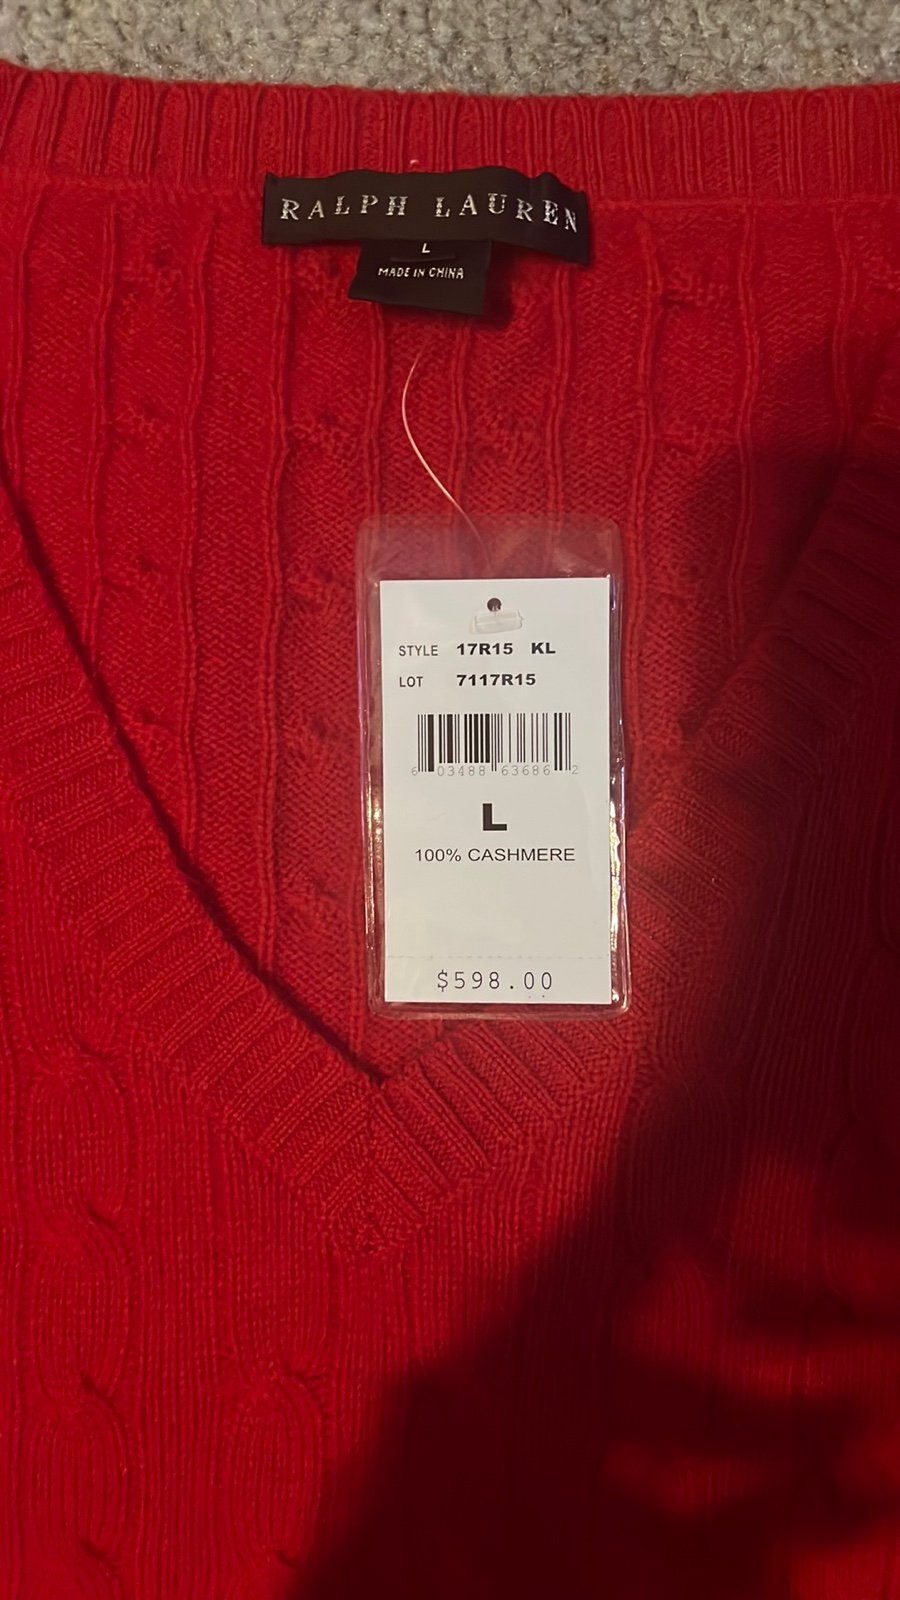 RALPH LAUREN
L
MADE IN CHINA
STYLE 17R15 KL
LOT 7117R15
6 03488 63686 2
L
100% CASHMERE
$598.00